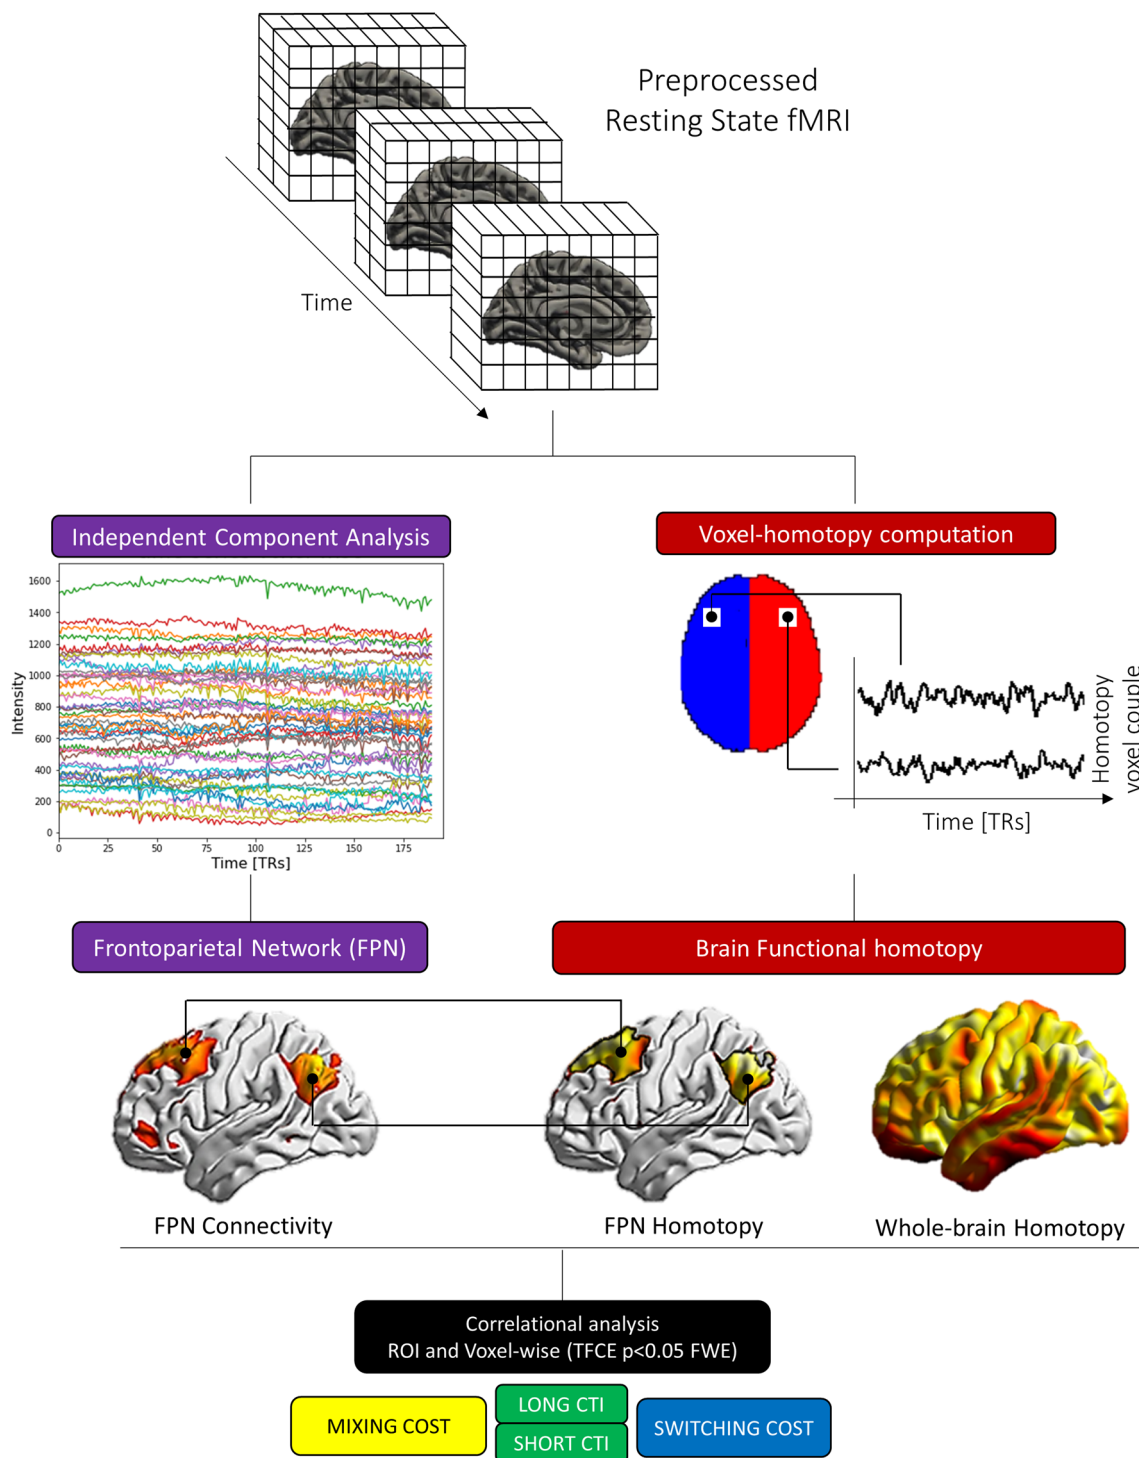 Preprocessed
Resting State fMRI
Time
Independent Component Analysis
Voxel-homotopy computation
1600
1400
1200
1000
800
600
400
200
0
Intensity
0 25 50 75 100 125 150 175
Time [TRs]
Homotopy
voxel couple
Time [TRs]
Frontoparietal Network (FPN)
Brain Functional homotopy
FPN Connectivity
FPN Homotopy
Whole-brain Homotopy
Correlational analysis
ROI and Voxel-wise (TFCE p<0.05 FWE)
MIXING COST
LONG CTI
SHORT CTI
SWITCHING COST